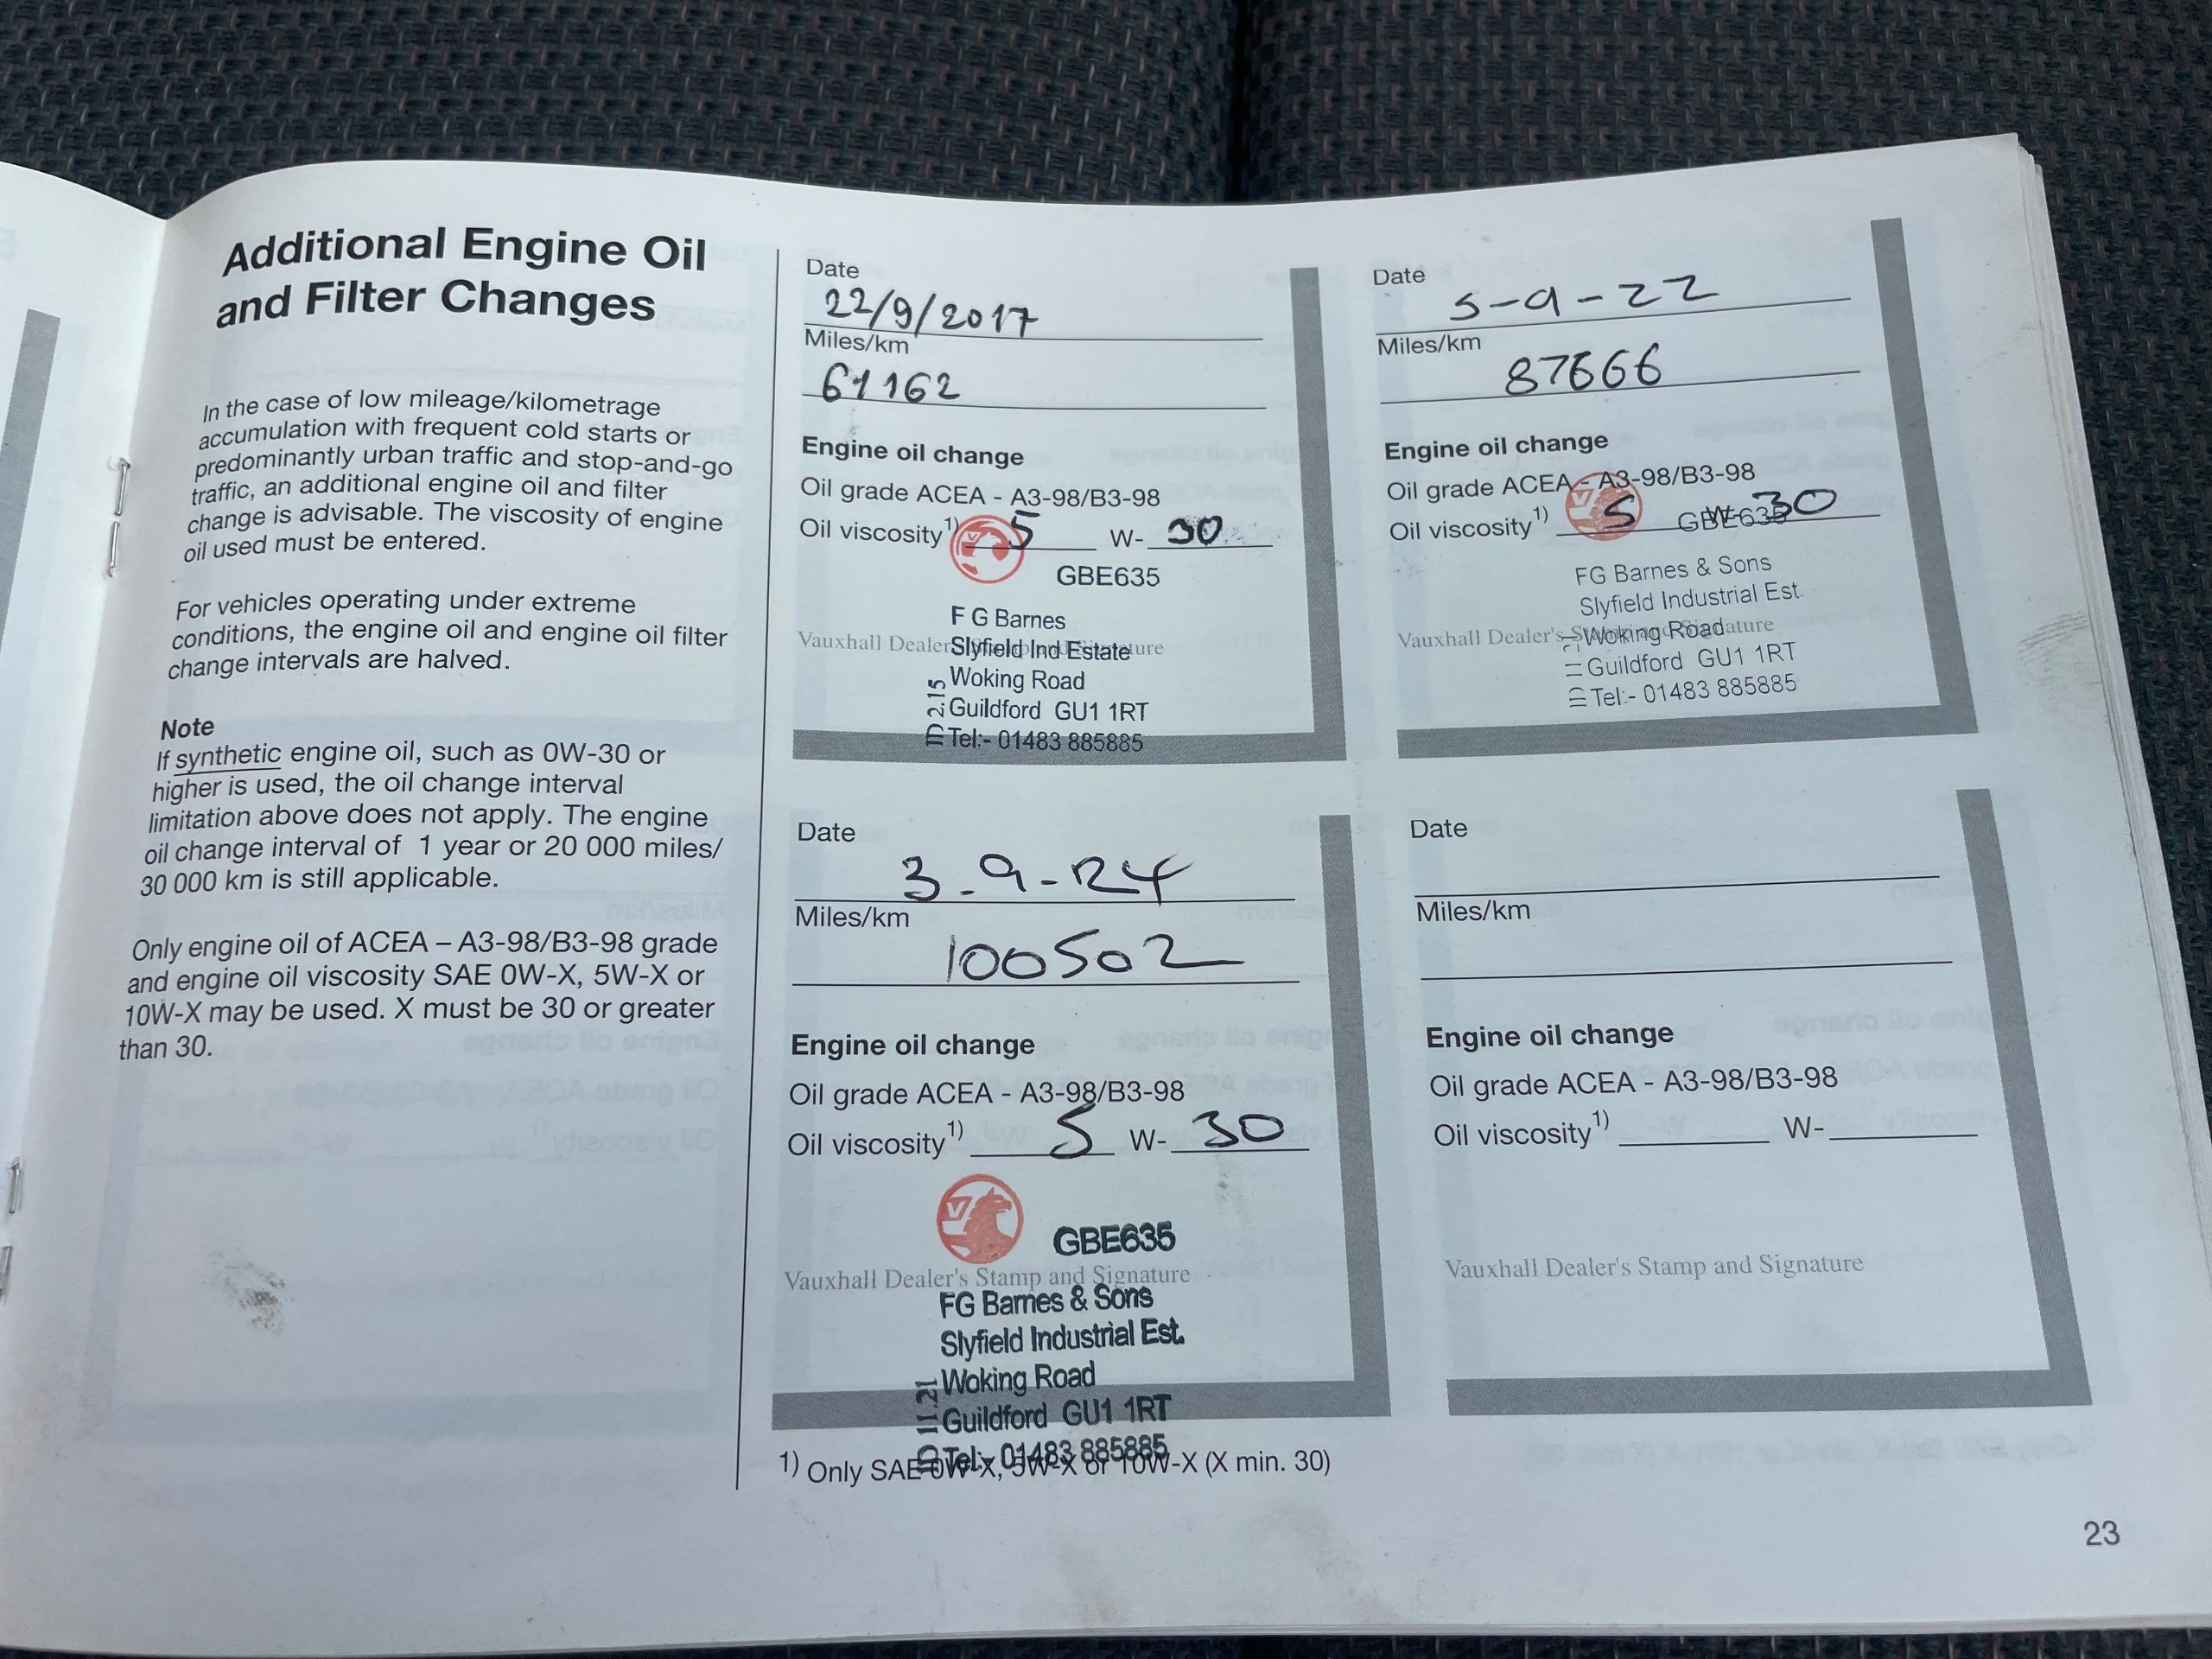 Additional Engine Oil
and Filter Changes
In the case of low mileage/kilometrage
accumulation with frequent cold starts or
predominantly urban traffic and stop-and-go
traffic, an additional engine oil and filter
change is advisable. The viscosity of engine
oil used must be entered.
For vehicles operating under extreme
conditions, the engine oil and engine oil filter
change intervals are halved.
Note
If synthetic engine oil, such as 0W-30 or
higher is used, the oil change interval
limitation above does not apply. The engine
oil change interval of 1 year or 20 000 miles/
30 000 km is still applicable.
Only engine oil of ACEA – A3-98/B3-98 grade
and engine oil viscosity SAE 0W-X, 5W-X or
10W-X may be used. X must be 30 or greater
than 30.
Date
22/9/2017
Miles/km
61162
Engine oil change
Oil grade ACEA - A3-98/B3-98
Oil viscosity1) 5 W- 30
GBE635
F G Barnes
Vauxhall Dealer's Stamp and Signature
Slyfield Ind Estate
Woking Road
Guildford GU1 1RT
Tel:- 01483 885885
Date
5-9-22
Miles/km
87666
Engine oil change
Oil grade ACEA - A3-98/B3-98
Oil viscosity1) 5 W- 30
GBE635
FG Barnes & Sons
Slyfield Industrial Est.
Vauxhall Dealer's Stamp and Signature
Woking Road
Guildford GU1 1RT
Tel:- 01483 885885
Date
3-9-24
Miles/km
100502
Engine oil change
Oil grade ACEA - A3-98/B3-98
Oil viscosity1) 5 W- 30
GBE635
Vauxhall Dealer's Stamp and Signature
FG Barnes & Sons
Slyfield Industrial Est.
Woking Road
Guildford GU1 1RT
Tel:- 01483 885885
Date
Miles/km
Engine oil change
Oil grade ACEA - A3-98/B3-98
Oil viscosity1) W-
Vauxhall Dealer's Stamp and Signature
1) Only SAE 0W-X, 5W-X or 10W-X (X min. 30)
23